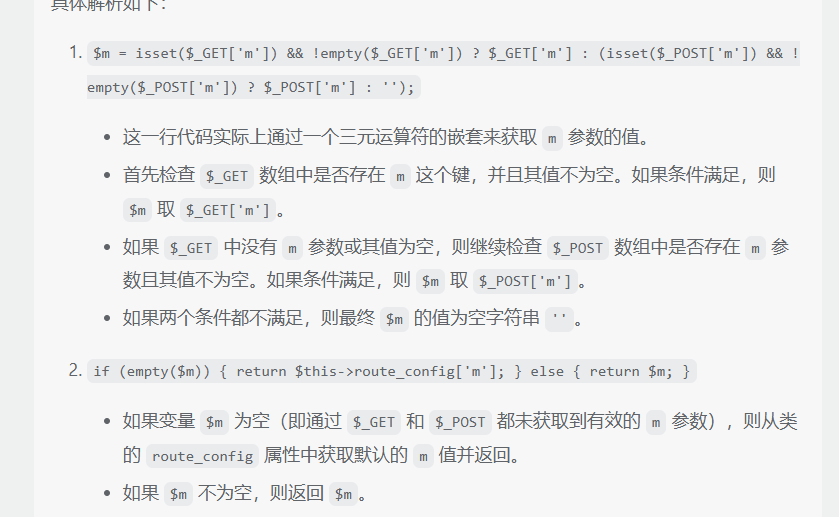 具体解析如下：
1. $m = isset($_GET['m']) && !empty($_GET['m']) ? $_GET['m'] : (isset($_POST['m']) && !
empty($_POST['m']) ? $_POST['m'] : '');
• 这一行代码实际上通过一个三元运算符的嵌套来获取 m 参数的值。
• 首先检查 $_GET 数组中是否存在 m 这个键，并且其值不为空。如果条件满足，则
$m 取 $_GET['m'] 。
• 如果 $_GET 中没有 m 参数或其值为空，则继续检查 $_POST 数组中是否存在 m 参
数且其值不为空。如果条件满足，则 $m 取 $_POST['m'] 。
• 如果两个条件都不满足，则最终 $m 的值为空字符串 '' 。
2. if (empty($m)) { return $this->route_config['m']; } else { return $m; }
• 如果变量 $m 为空（即通过 $_GET 和 $_POST 都未获取到有效的 m 参数），则从类
的 route_config 属性中获取默认的 m 值并返回。
• 如果 $m 不为空，则返回 $m 。